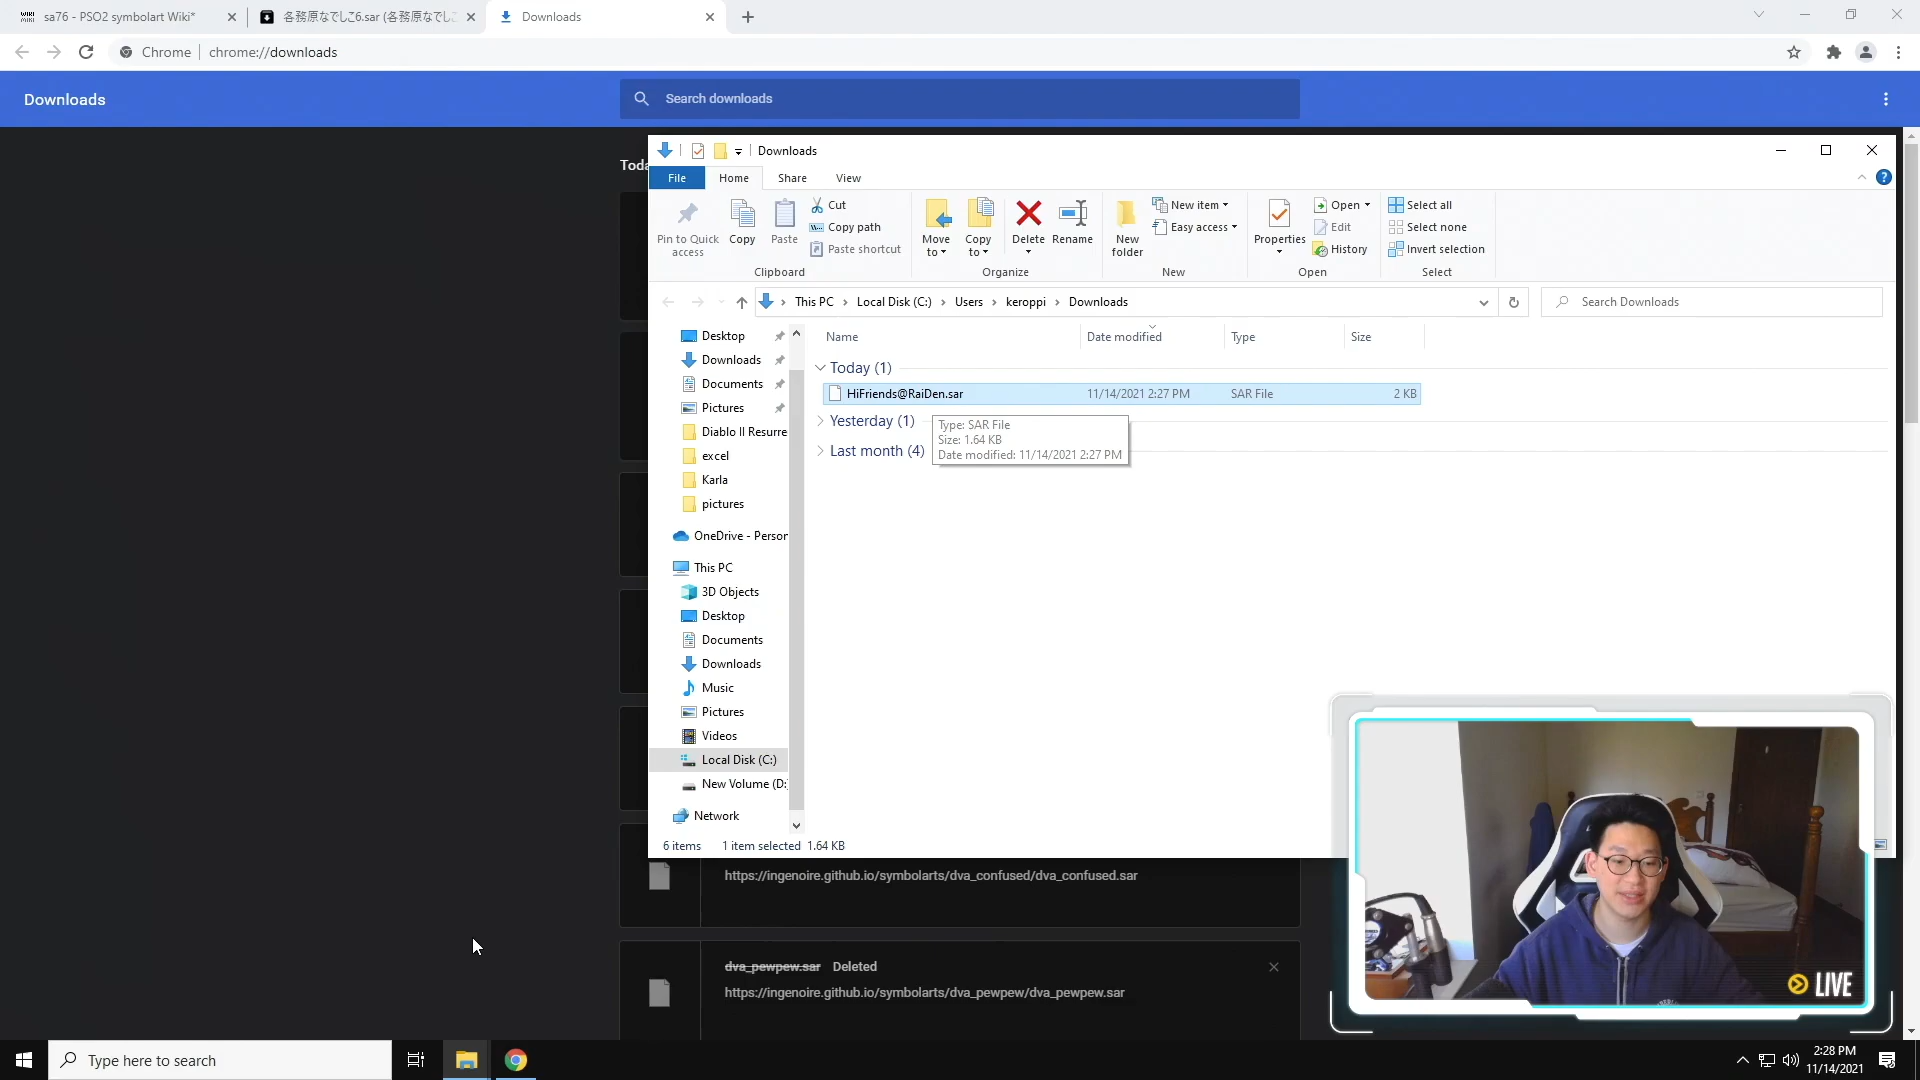 sa76 - PSO2 symbolart Wiki*
各務原なでしこ6.sar (各務原なでしこ
Downloads
Chrome
chrome://downloads
Downloads
Search downloads
Toda
Downloads
File
Home
Share
View
Pin to Quick access
Copy
Paste
Cut
Copy path
Paste shortcut
Clipboard
Move to
Copy to
Delete
Rename
Organize
New folder
New item
Easy access
New
Properties
Open
Edit
History
Open
Select all
Select none
Invert selection
Select
This PC
Local Disk (C:)
Users
keroppi
Downloads
Search Downloads
Name
Date modified
Type
Size
Desktop
Downloads
Documents
Pictures
Diablo II Resurre
excel
Karla
pictures
OneDrive - Person
This PC
3D Objects
Desktop
Documents
Downloads
Music
Pictures
Videos
Local Disk (C:)
New Volume (D:)
Network
Today (1)
HiFriends@RaiDen.sar 11/14/2021 2:27 PM SAR File 2 KB
Yesterday (1)
Last month (4)
Type: SAR File
Size: 1.64 KB
Date modified: 11/14/2021 2:27 PM
6 items 1 item selected 1.64 KB
https://ingenoire.github.io/symbolarts/dva_confused/dva_confused.sar
dva_pewpew.sar Deleted
https://ingenoire.github.io/symbolarts/dva_pewpew/dva_pewpew.sar
LIVE
Type here to search
2:28 PM
11/14/2021